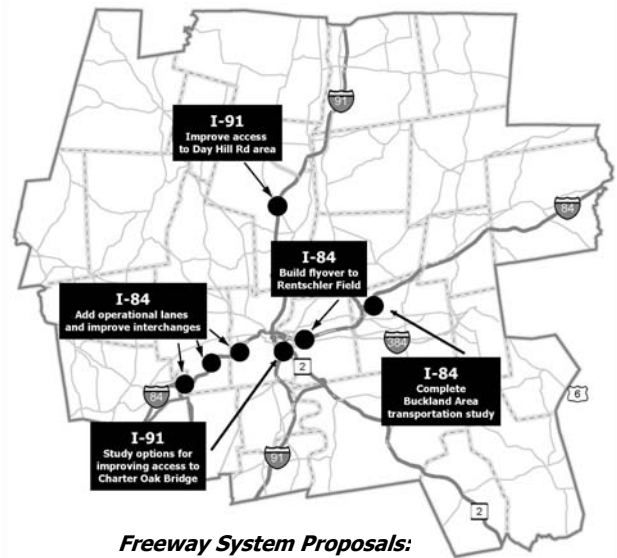 91
I-91
Improve access
to Day Hill Rd area
84
I-84
Build flyover to
Rentschler Field
I-84
Add operational lanes
and improve interchanges
384
2
I-84
Complete
Buckland Area
transportation study
6
84
I-91
Study options for
improving access to
Charter Oak Bridge
91
2
Freeway System Proposals: